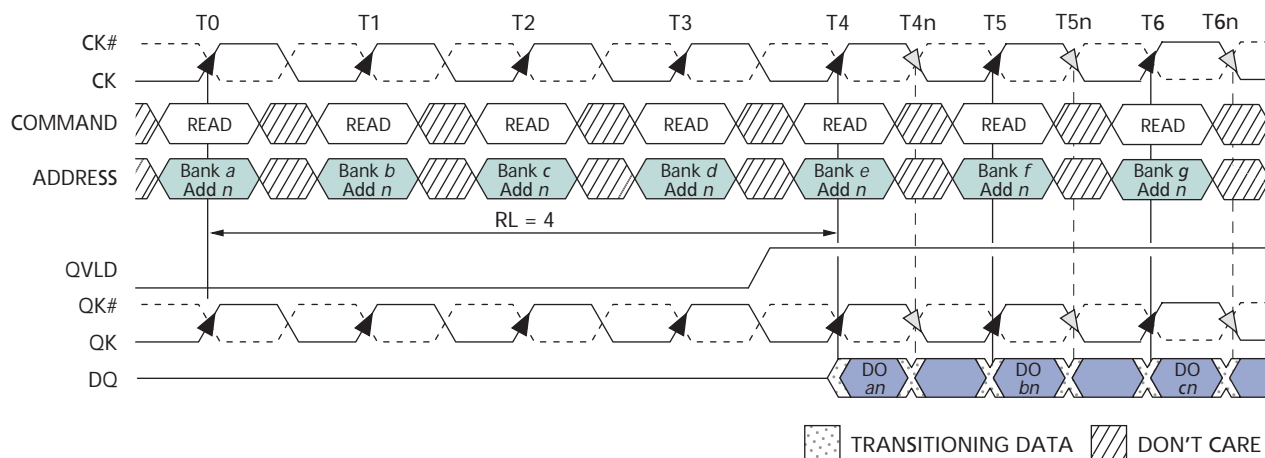 T0 T1 T2 T3 T4 T4n T5 T5n T6 T6n
CK#
CK
COMMAND READ READ READ READ READ READ READ
ADDRESS Bank a Add n Bank b Add n Bank c Add n Bank d Add n Bank e Add n Bank f Add n Bank g Add n
RL = 4
QVLD
QK#
QK
DQ DO an DO bn DO cn
TRANSITIONING DATA DON'T CARE